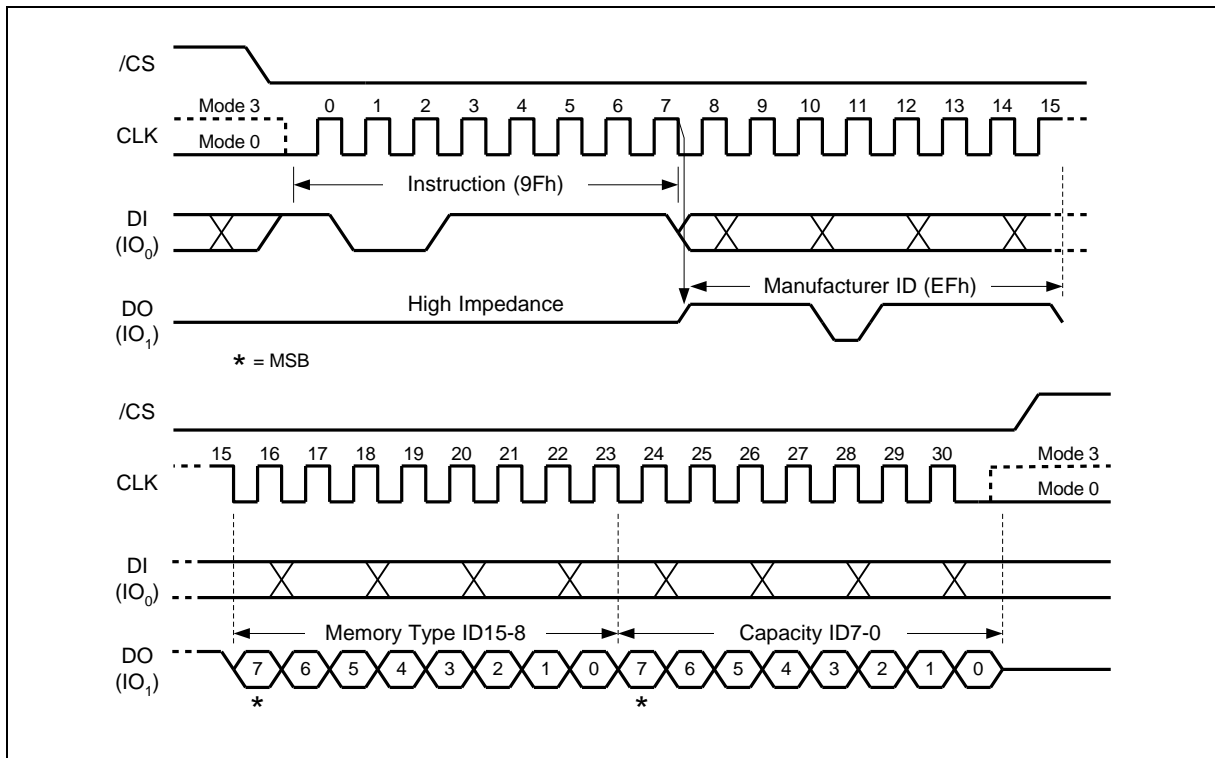 /CS
Mode 3 0 1 2 3 4 5 6 7 8 9 10 11 12 13 14 15
CLK Mode 0
Instruction (9Fh)
DI
(IO0)
Manufacturer ID (EFh)
DO High Impedance
(IO1)
* = MSB
/CS
15 16 17 18 19 20 21 22 23 24 25 26 27 28 29 30 Mode 3
CLK Mode 0
DI
(IO0)
Memory Type ID15-8 Capacity ID7-0
DO 7 6 5 4 3 2 1 0 7 6 5 4 3 2 1 0
(IO1)
* *